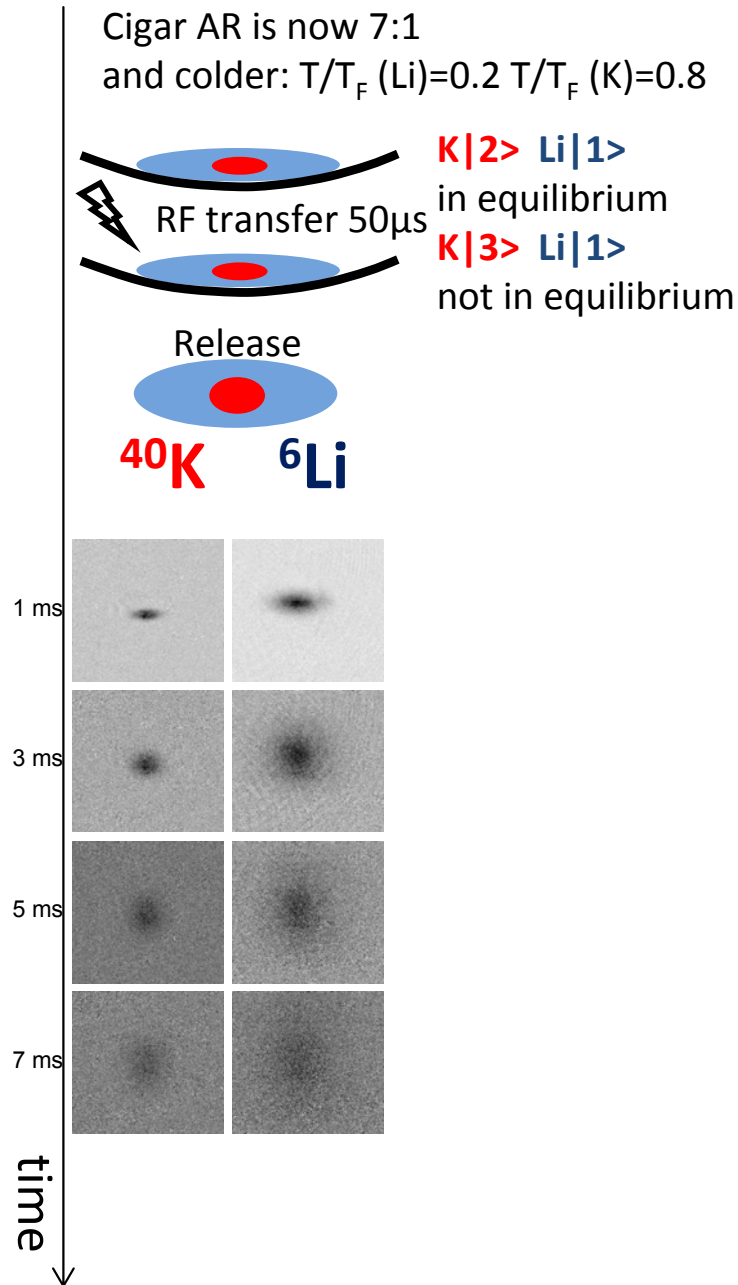 Cigar AR is now 7:1
and colder: T/T_F (Li)=0.2 T/T_F (K)=0.8
K|2> Li|1>
in equilibrium
RF transfer 50μs
K|3> Li|1>
not in equilibrium
Release
⁴⁰K ⁶Li
1 ms
3 ms
5 ms
7 ms
time